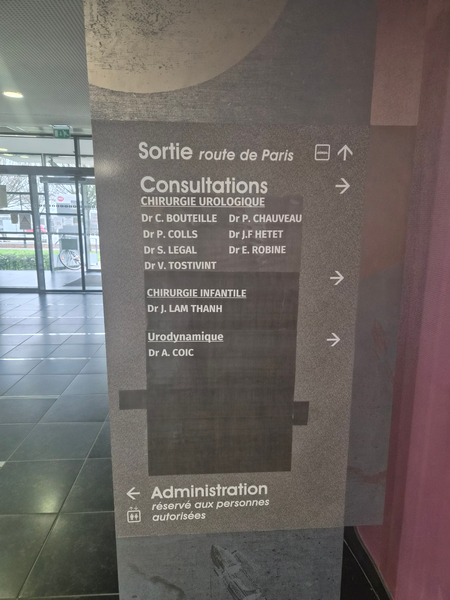 Sortie route de Paris
Consultations
CHIRURGIE UROLOGIQUE
Dr C. BOUTEILLE Dr P. CHAUVEAU
Dr P. COLLS Dr J.F HETET
Dr S. LEGAL Dr E. ROBINE
Dr V. TOSTIVINT
CHIRURGIE INFANTILE
Dr J. LAM THANH
Urodynamique
Dr A. COIC
Administration
réservé aux personnes
autorisées